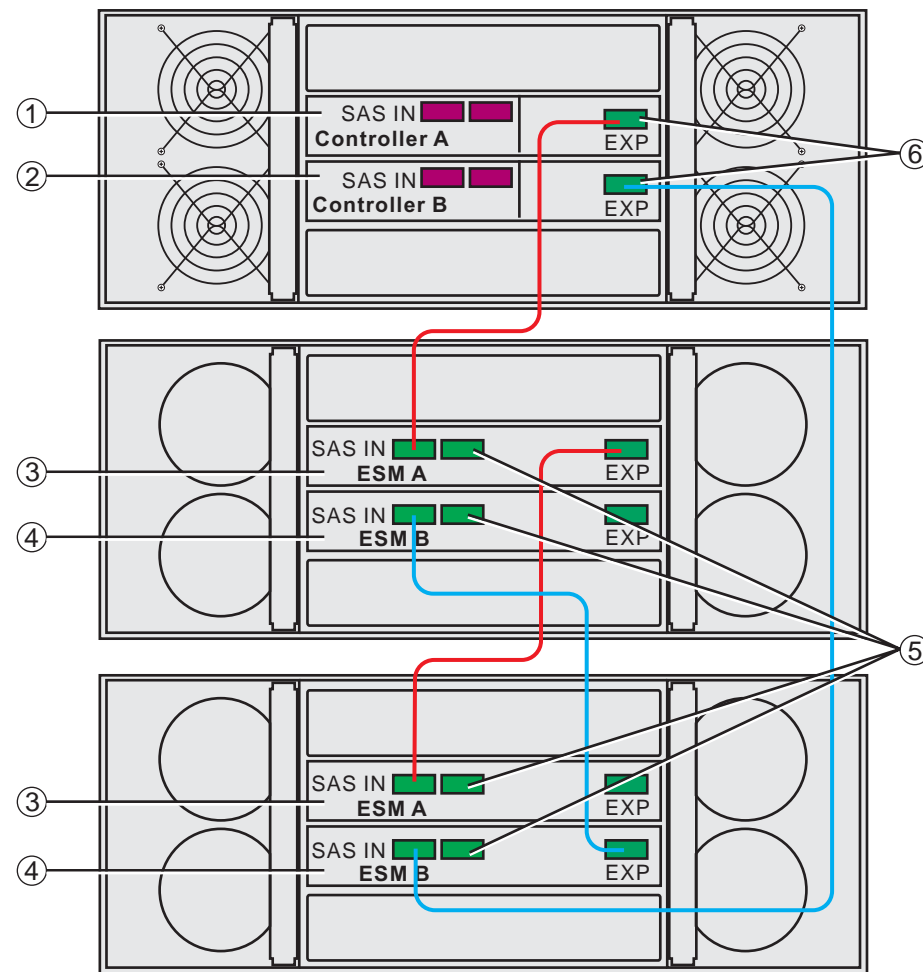 ① SAS IN
Controller A EXP ⑥
② SAS IN
Controller B EXP
SAS IN
③ ESM A EXP
SAS IN
④ ESM B EXP
⑤
SAS IN
③ ESM A EXP
SAS IN
④ ESM B EXP